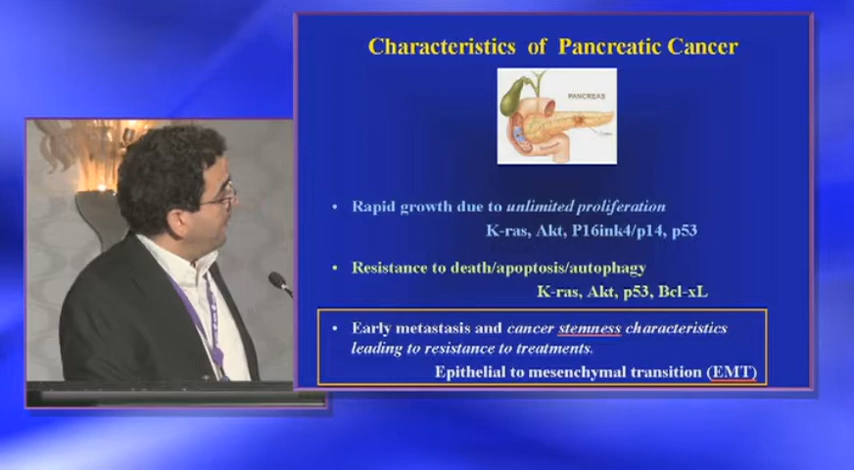 Characteristics of Pancreatic Cancer
PANCREAS
• Rapid growth due to unlimited proliferation
K-ras, Akt, P16ink4/p14, p53
• Resistance to death/apoptosis/autophagy
K-ras, Akt, p53, Bcl-xL
• Early metastasis and cancer stemness characteristics
leading to resistance to treatments.
Epithelial to mesenchymal transition (EMT)